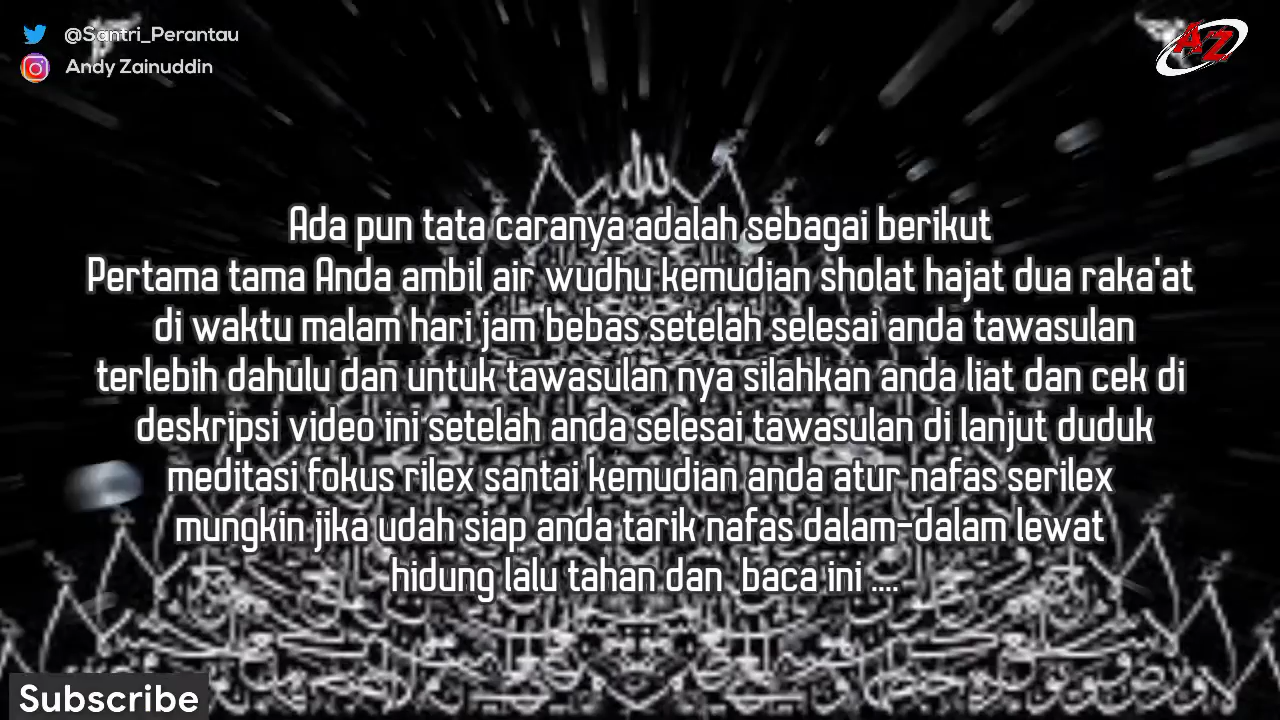 @Santri_Perantau
Andy Zainuddin
AZ
Ada pun tata caranya adalah sebagai berikut
Pertama tama Anda ambil air wudhu kemudian sholat hajat dua raka'at
di waktu malam hari jam bebas setelah selesai anda tawasulan
terlebih dahulu dan untuk tawasulan nya silahkan anda liat dan cek di
deskripsi video ini setelah anda selesai tawasulan di lanjut duduk
meditasi fokus rilex santai kemudian anda atur nafas serilex
mungkin jika udah siap anda tarik nafas dalam-dalam lewat
hidung lalu tahan dan baca ini ....
Subscribe